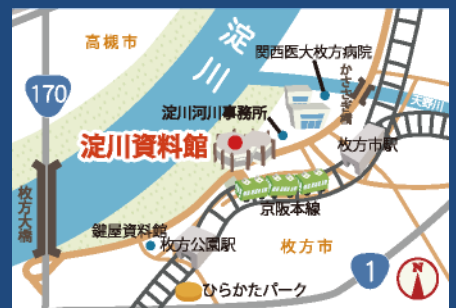 高槻市
淀川
関西医大枚方病院
かささぎ橋
天野川
170
淀川河川事務所
淀川資料館
枚方市駅
枚方大橋
京阪本線
鍵屋資料館
枚方公園駅
枚方市
1
N
ひらかたパーク